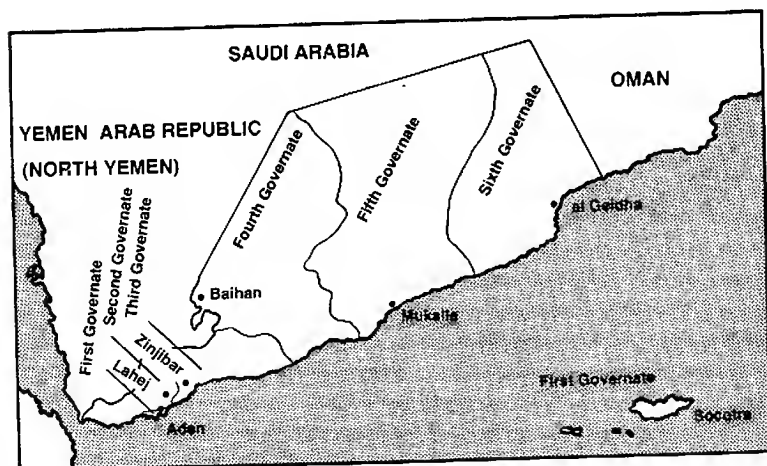 SAUDI ARABIA
OMAN
YEMEN ARAB REPUBLIC
(NORTH YEMEN)
First Governate
Second Governate
Third Governate
Fourth Governate
Fifth Governate
Sixth Governate
al Geidha
Baihan
Mukalla
Zinjibar
Lahej
Aden
First Governate
Socotra